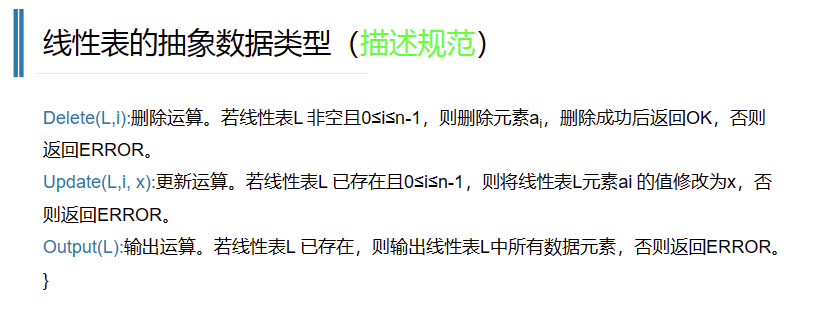 线性表的抽象数据类型（描述规范）
Delete(L,i):删除运算。若线性表L 非空且0≤i≤n-1，则删除元素ai，删除成功后返回OK，否则
返回ERROR。
Update(L,i, x):更新运算。若线性表L 已存在且0≤i≤n-1，则将线性表L元素ai 的值修改为x，否
则返回ERROR。
Output(L):输出运算。若线性表L 已存在，则输出线性表L中所有数据元素，否则返回ERROR。
}